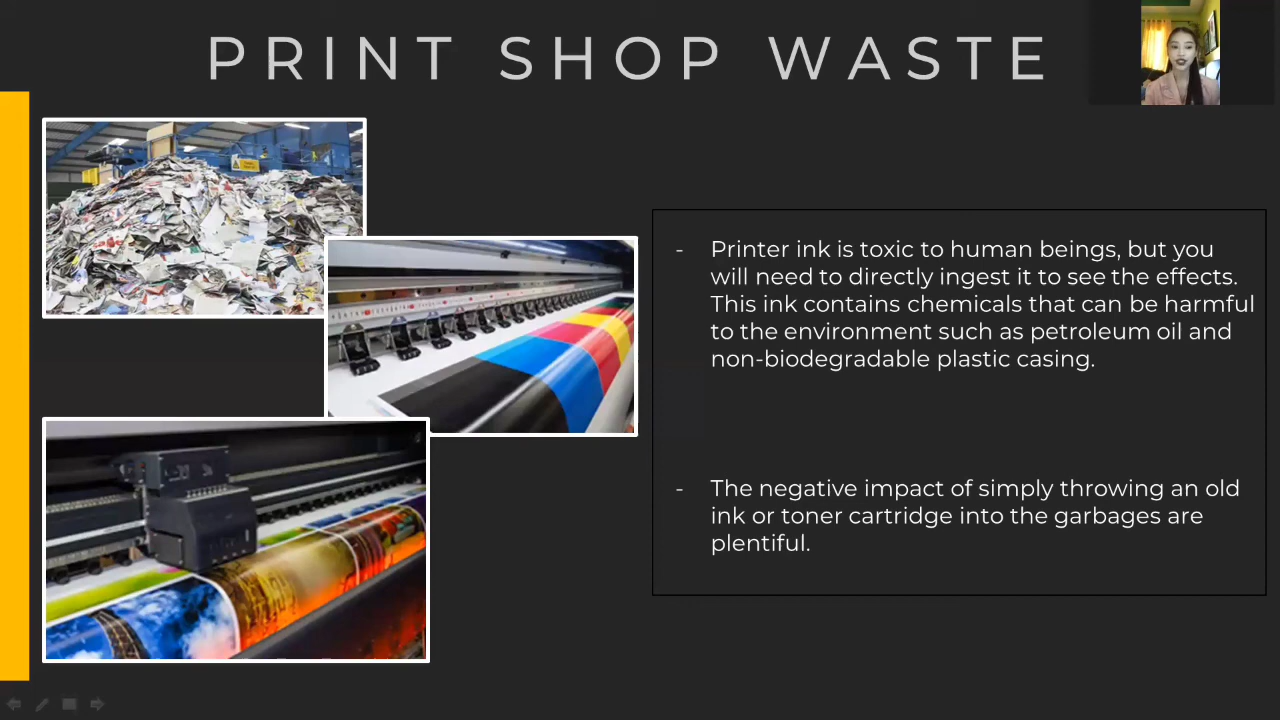 PRINT SHOP WASTE
- Printer ink is toxic to human beings, but you
will need to directly ingest it to see the effects.
This ink contains chemicals that can be harmful
to the environment such as petroleum oil and
non-biodegradable plastic casing.
- The negative impact of simply throwing an old
ink or toner cartridge into the garbages are
plentiful.